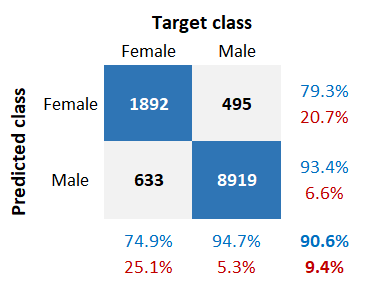 Target class
Female Male
Predicted class
Female 1892 495 79.3%
20.7%
Male 633 8919 93.4%
6.6%
74.9% 94.7% 90.6%
25.1% 5.3% 9.4%